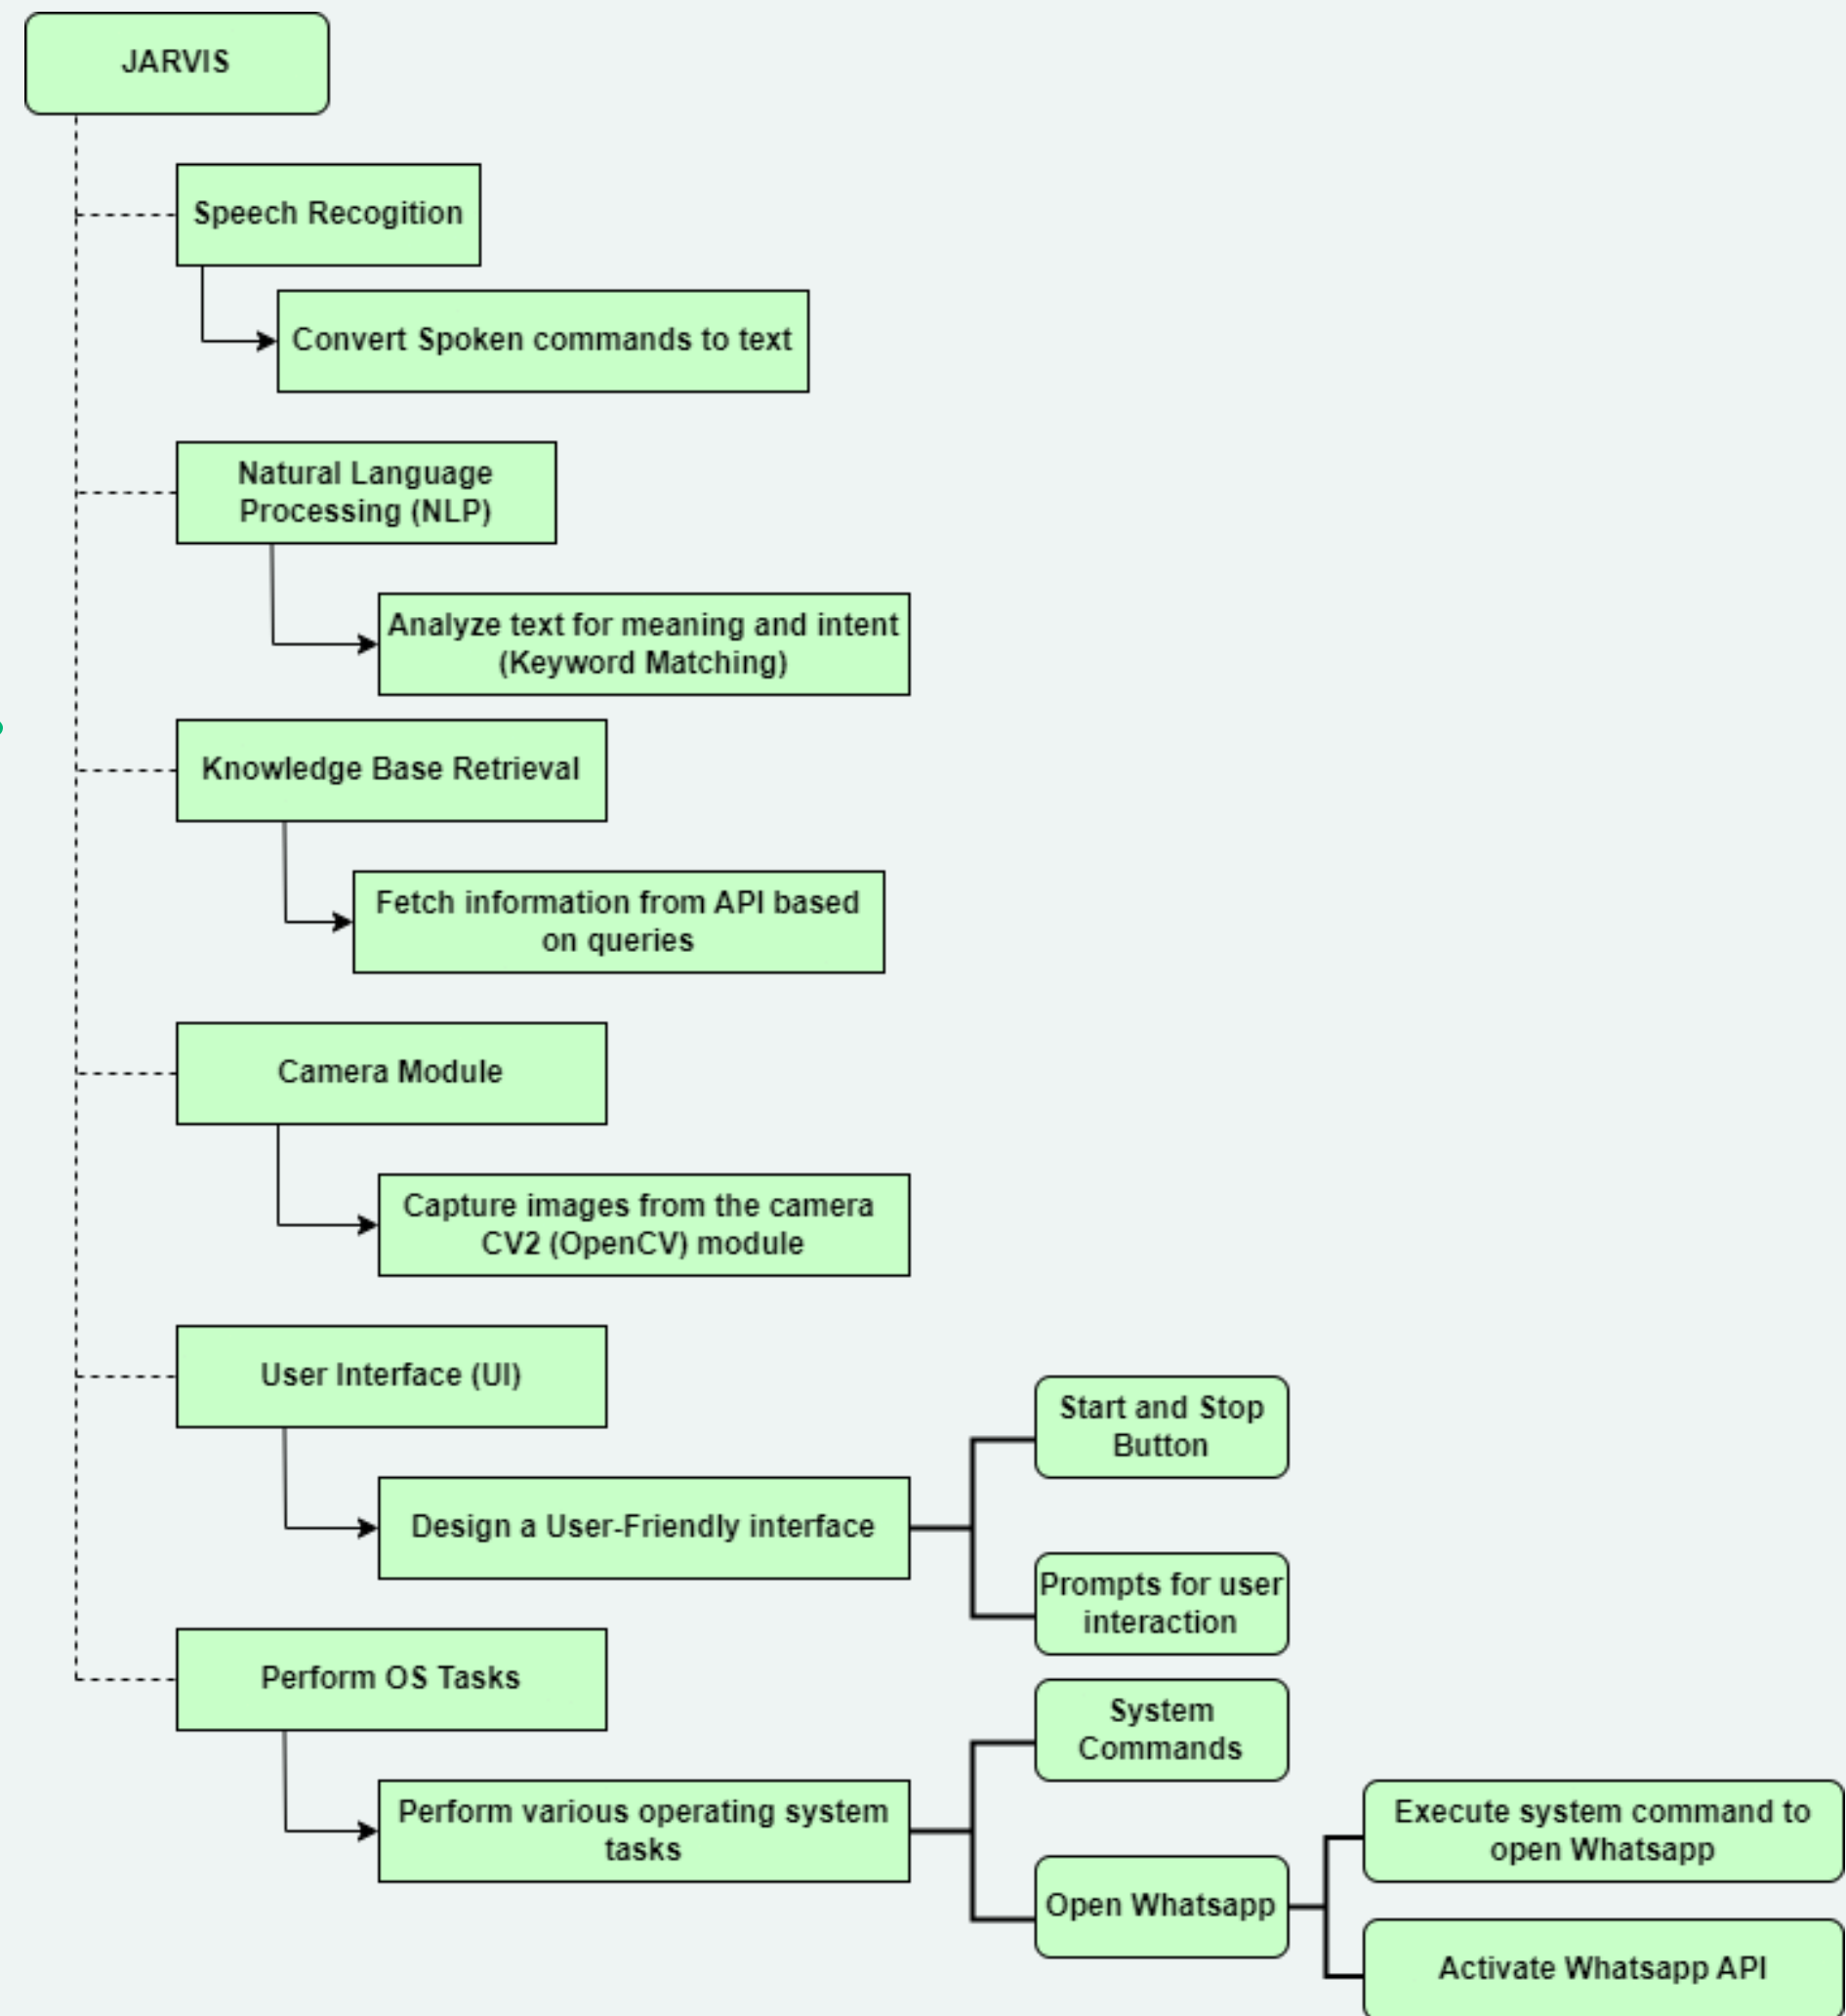 JARVIS
Speech Recogition
Convert Spoken commands to text
Natural Language
Processing (NLP)
Analyze text for meaning and intent
(Keyword Matching)
Knowledge Base Retrieval
Fetch information from API based
on queries
Camera Module
Capture images from the camera
CV2 (OpenCV) module
User Interface (UI)
Design a User-Friendly interface
Start and Stop
Button
Prompts for user
interaction
Perform OS Tasks
Perform various operating system
tasks
System
Commands
Open Whatsapp
Execute system command to
open Whatsapp
Activate Whatsapp API